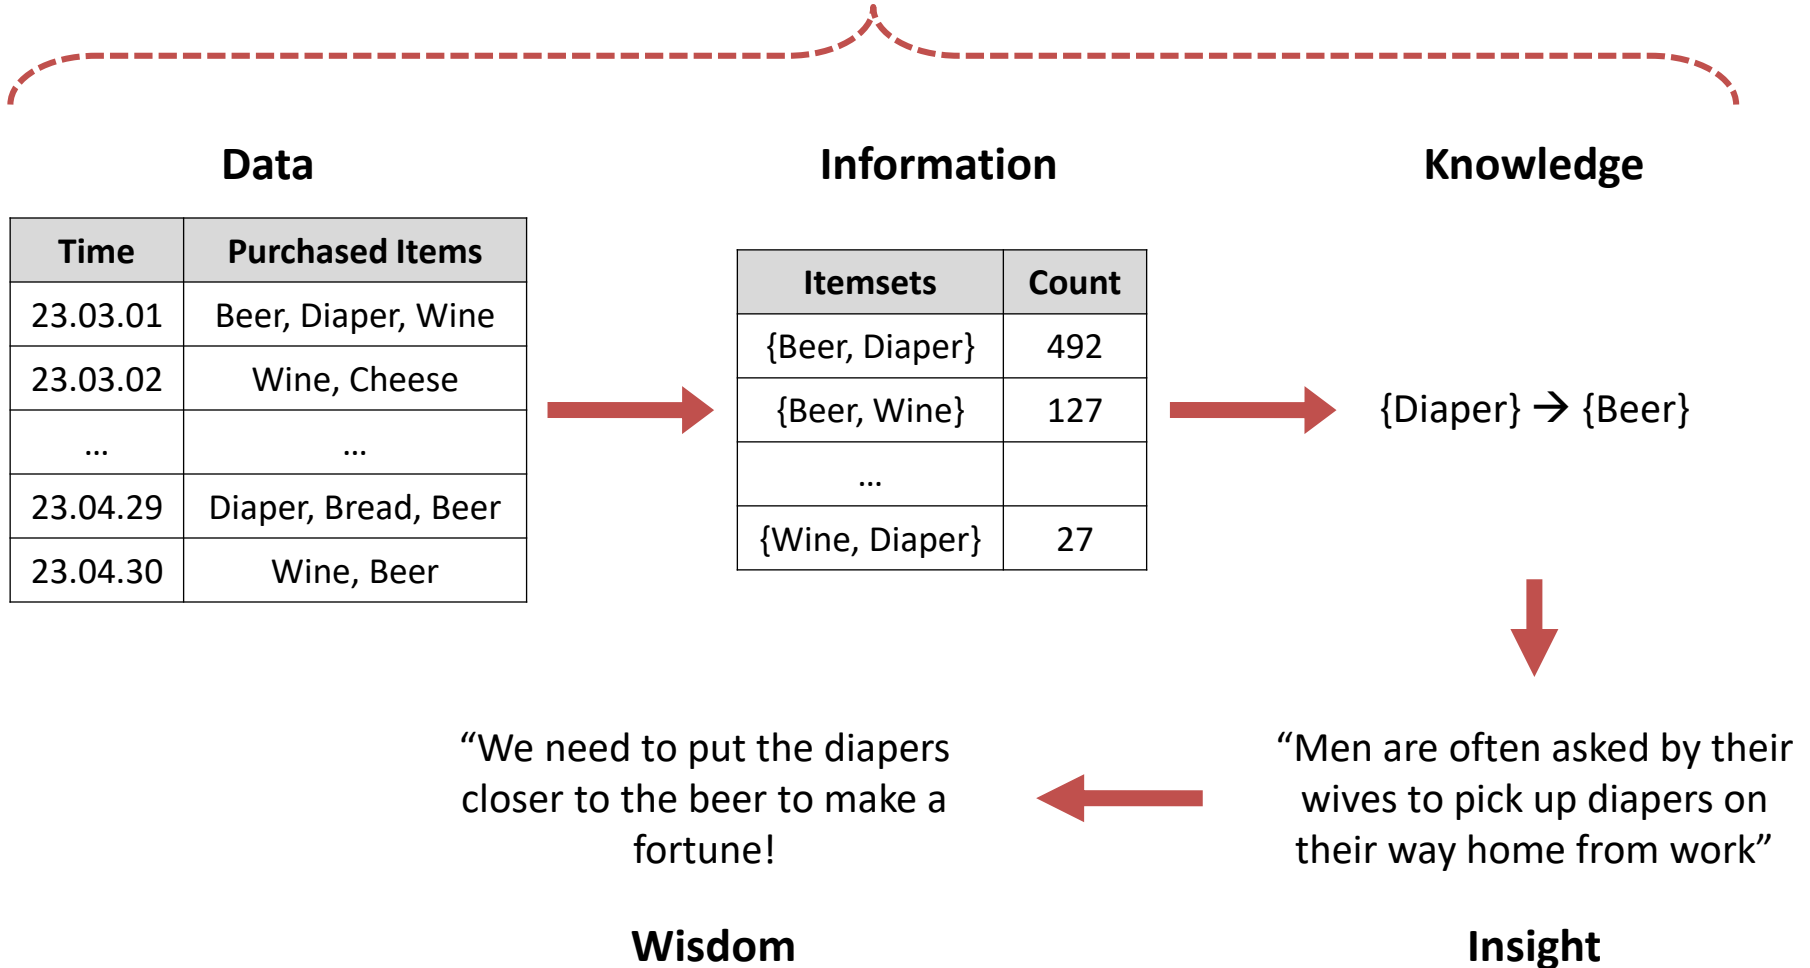 Data
Information
Knowledge
Time Purchased Items
23.03.01 Beer, Diaper, Wine
23.03.02 Wine, Cheese
... ...
23.04.29 Diaper, Bread, Beer
23.04.30 Wine, Beer
Itemsets Count
{Beer, Diaper} 492
{Beer, Wine} 127
...
{Wine, Diaper} 27
{Diaper} → {Beer}
“Men are often asked by their
wives to pick up diapers on
their way home from work”
Insight
“We need to put the diapers
closer to the beer to make a
fortune!
Wisdom